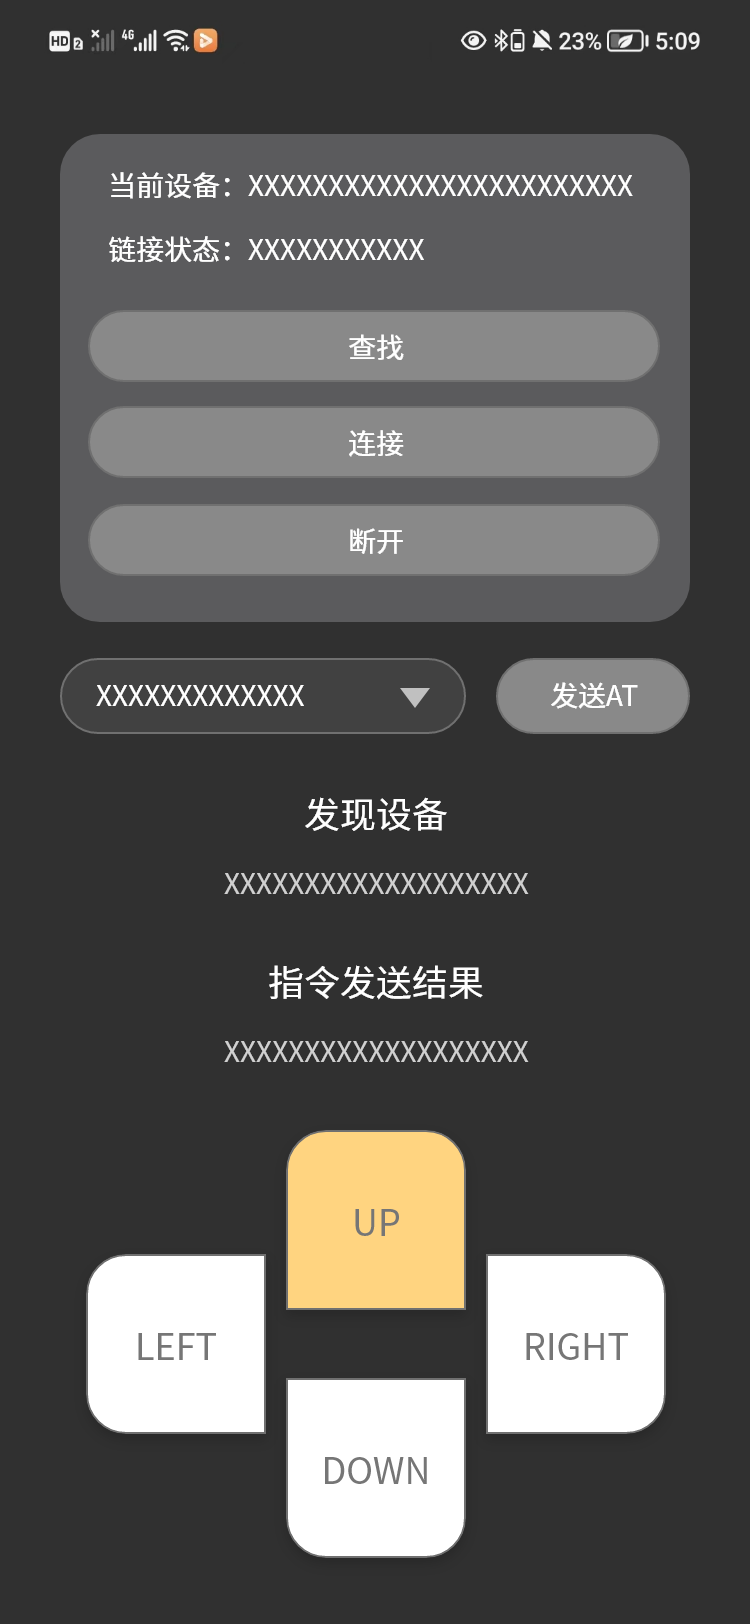 HD 2 4G 23% 5:09
当前设备：XXXXXXXXXXXXXXXXXXXXXXXX
链接状态：XXXXXXXXXXX
查找
连接
断开
XXXXXXXXXXXXX 发送AT
发现设备
XXXXXXXXXXXXXXXXXXX
指令发送结果
XXXXXXXXXXXXXXXXXXX
UP
LEFT RIGHT
DOWN